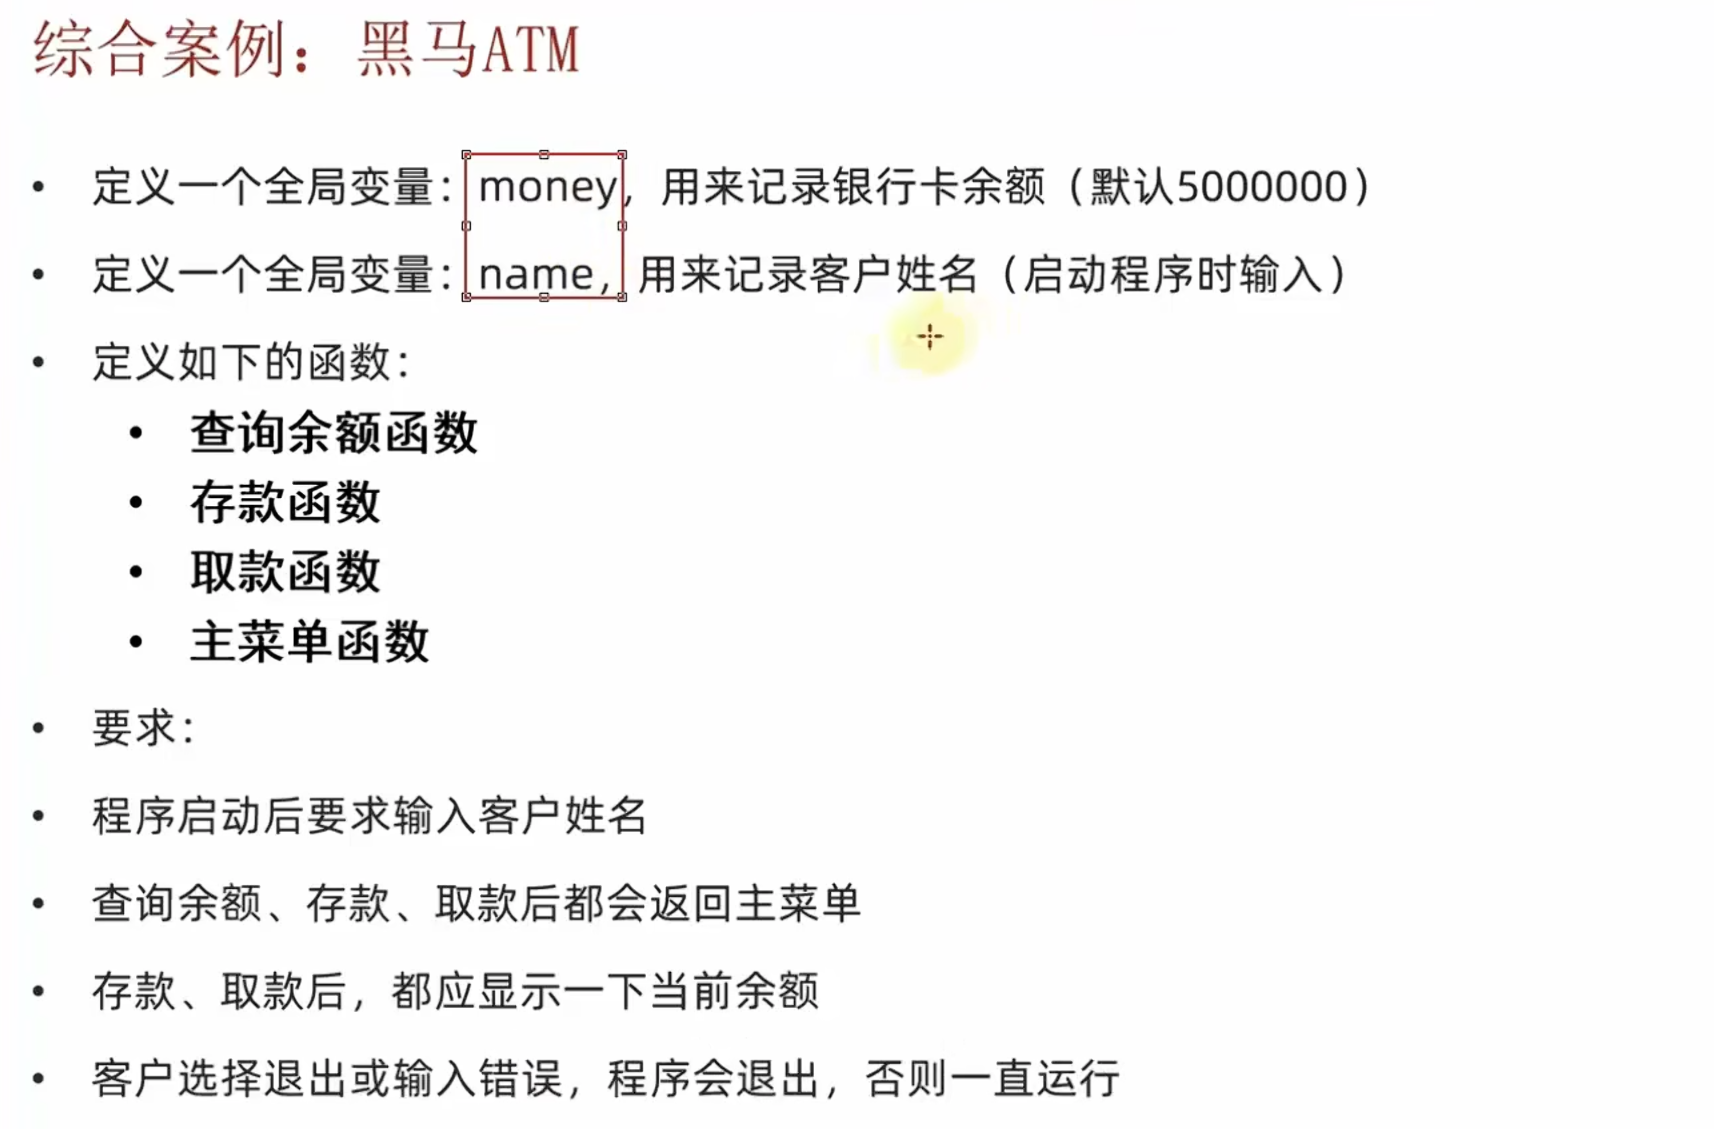 综合案例：黑马ATM
• 定义一个全局变量：money，用来记录银行卡余额（默认5000000）
• 定义一个全局变量：name，用来记录客户姓名（启动程序时输入）
• 定义如下的函数：
• 查询余额函数
• 存款函数
• 取款函数
• 主菜单函数
• 要求：
• 程序启动后要求输入客户姓名
• 查询余额、存款、取款后都会返回主菜单
• 存款、取款后，都应显示一下当前余额
• 客户选择退出或输入错误，程序会退出，否则一直运行